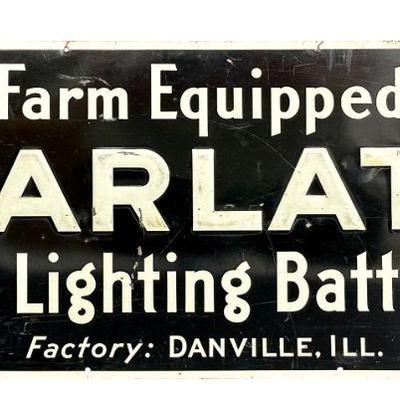 Farm Equipped
ARLAT
Lighting Batt
Factory: DANVILLE, ILL.